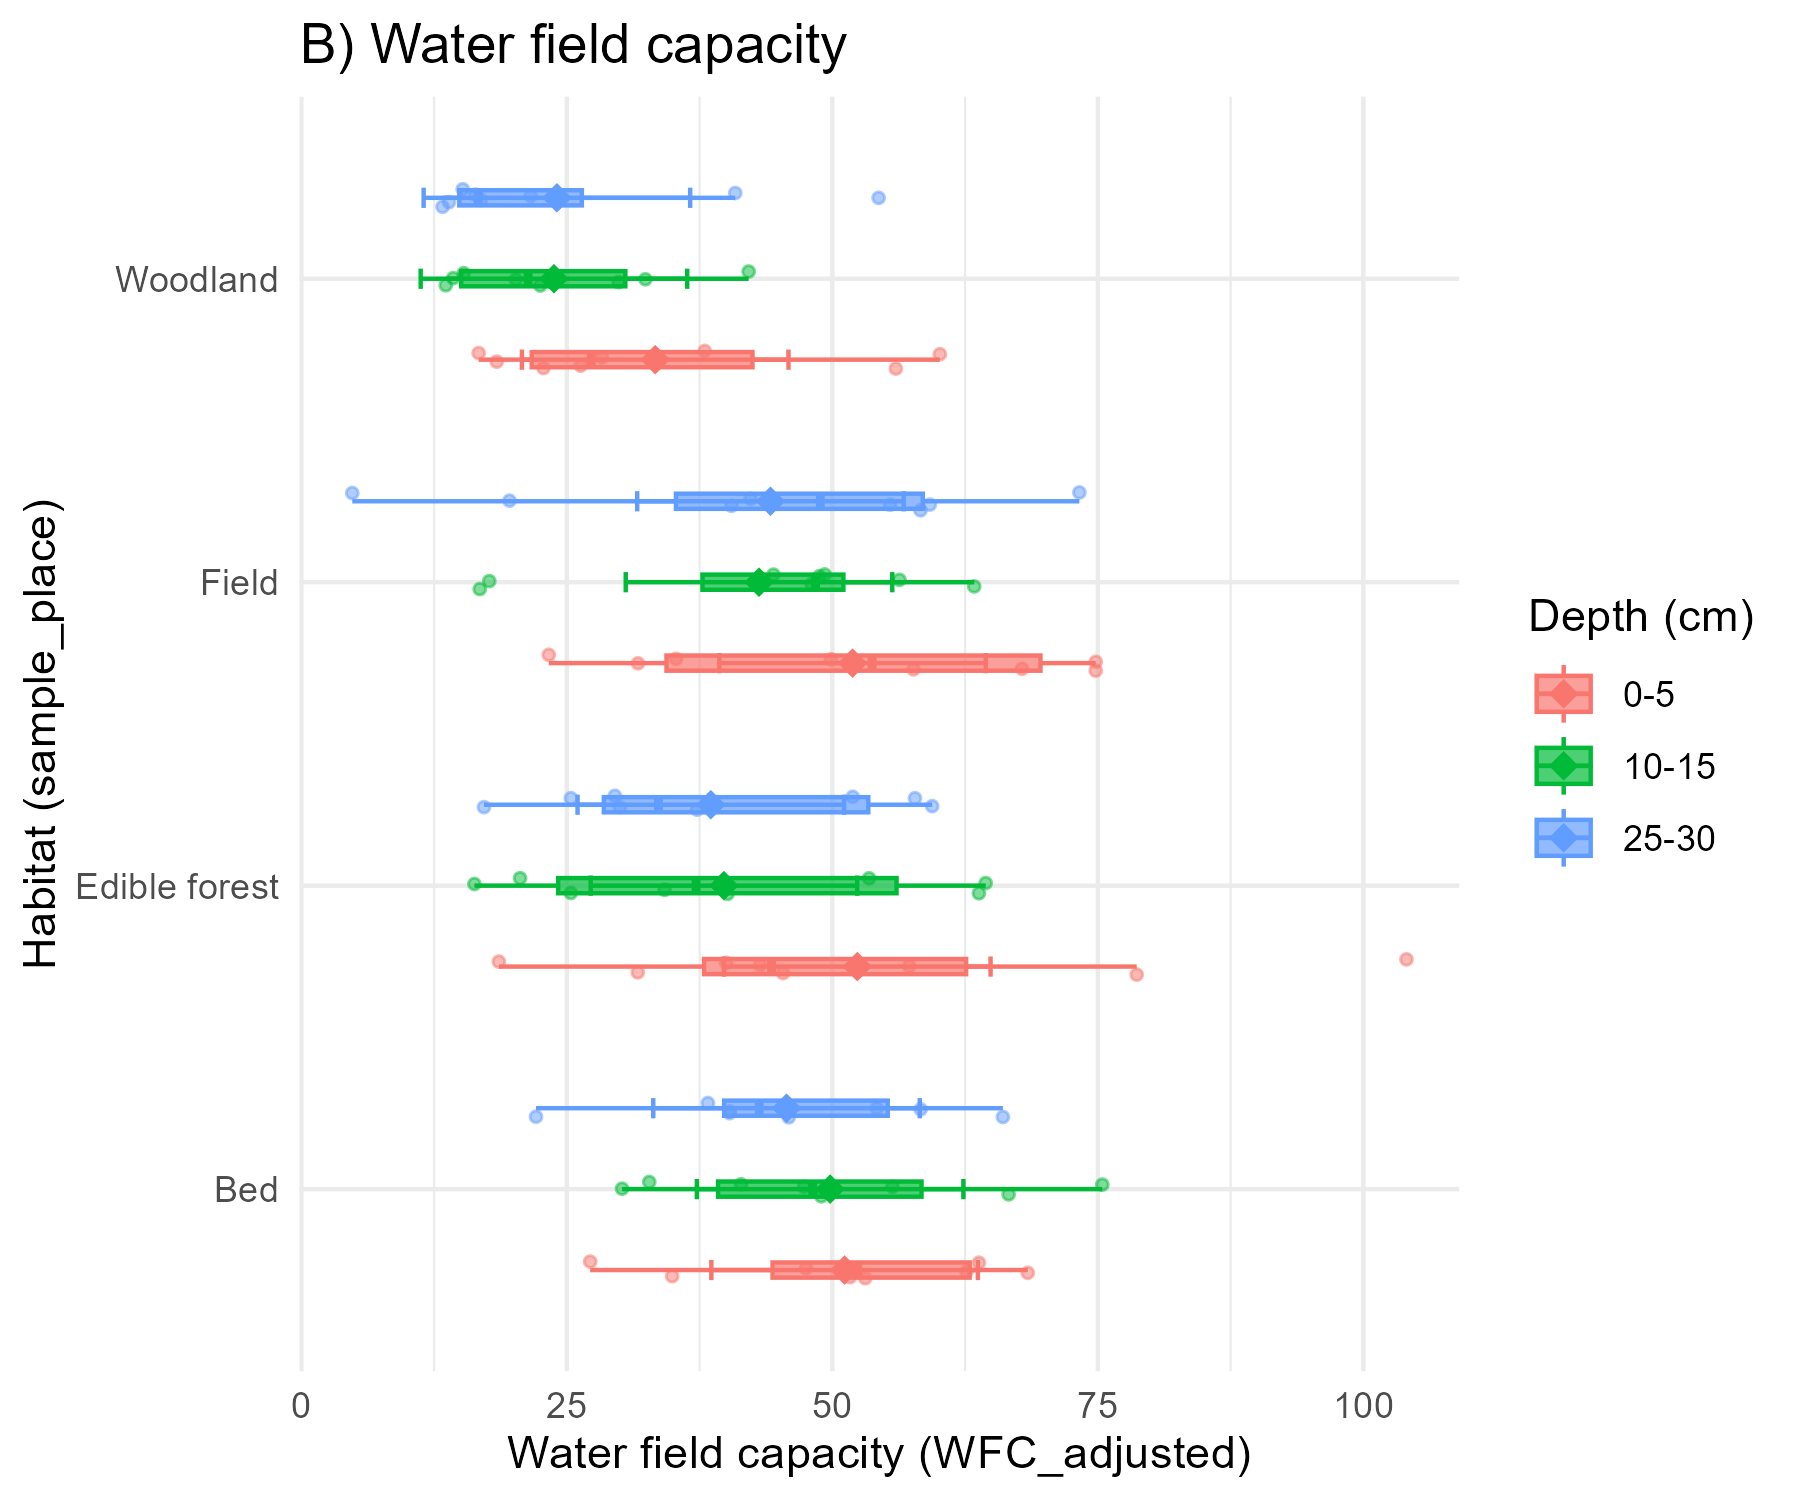 B) Water field capacity
Habitat (sample_place)
Woodland
Field
Edible forest
Bed
0
25
50
75
100
Water field capacity (WFC_adjusted)
Depth (cm)
0-5
10-15
25-30